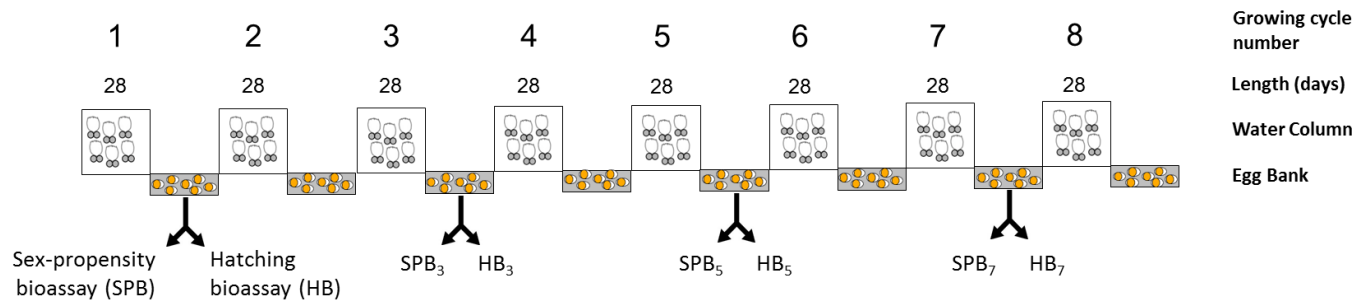 1 2 3 4 5 6 7 8 Growing cycle
number
28 28 28 28 28 28 28 28 Length (days)
Water Column
Egg Bank
Sex-propensity
bioassay (SPB)
Hatching
bioassay (HB)
SPB₃ HB₃ SPB₅ HB₅ SPB₇ HB₇